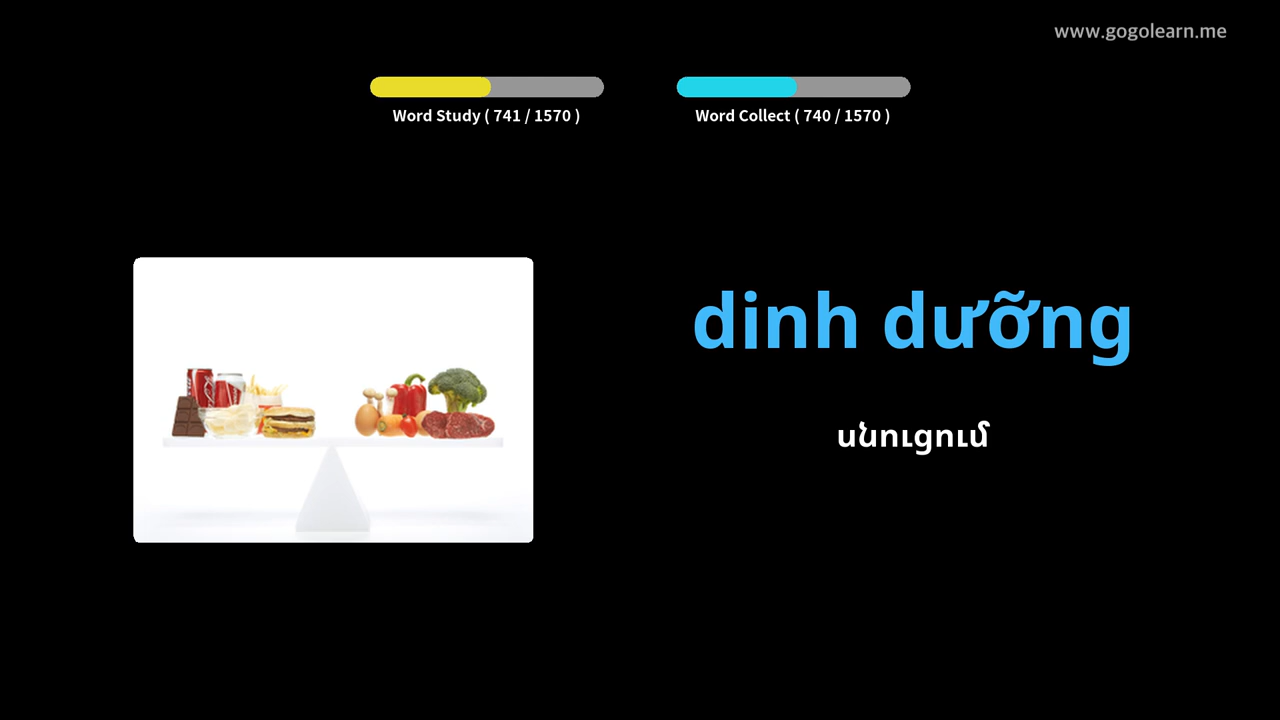 www.gogolearn.me
Word Study ( 741 / 1570 )
Word Collect ( 740 / 1570 )
dinh dưỡng
սնուցում